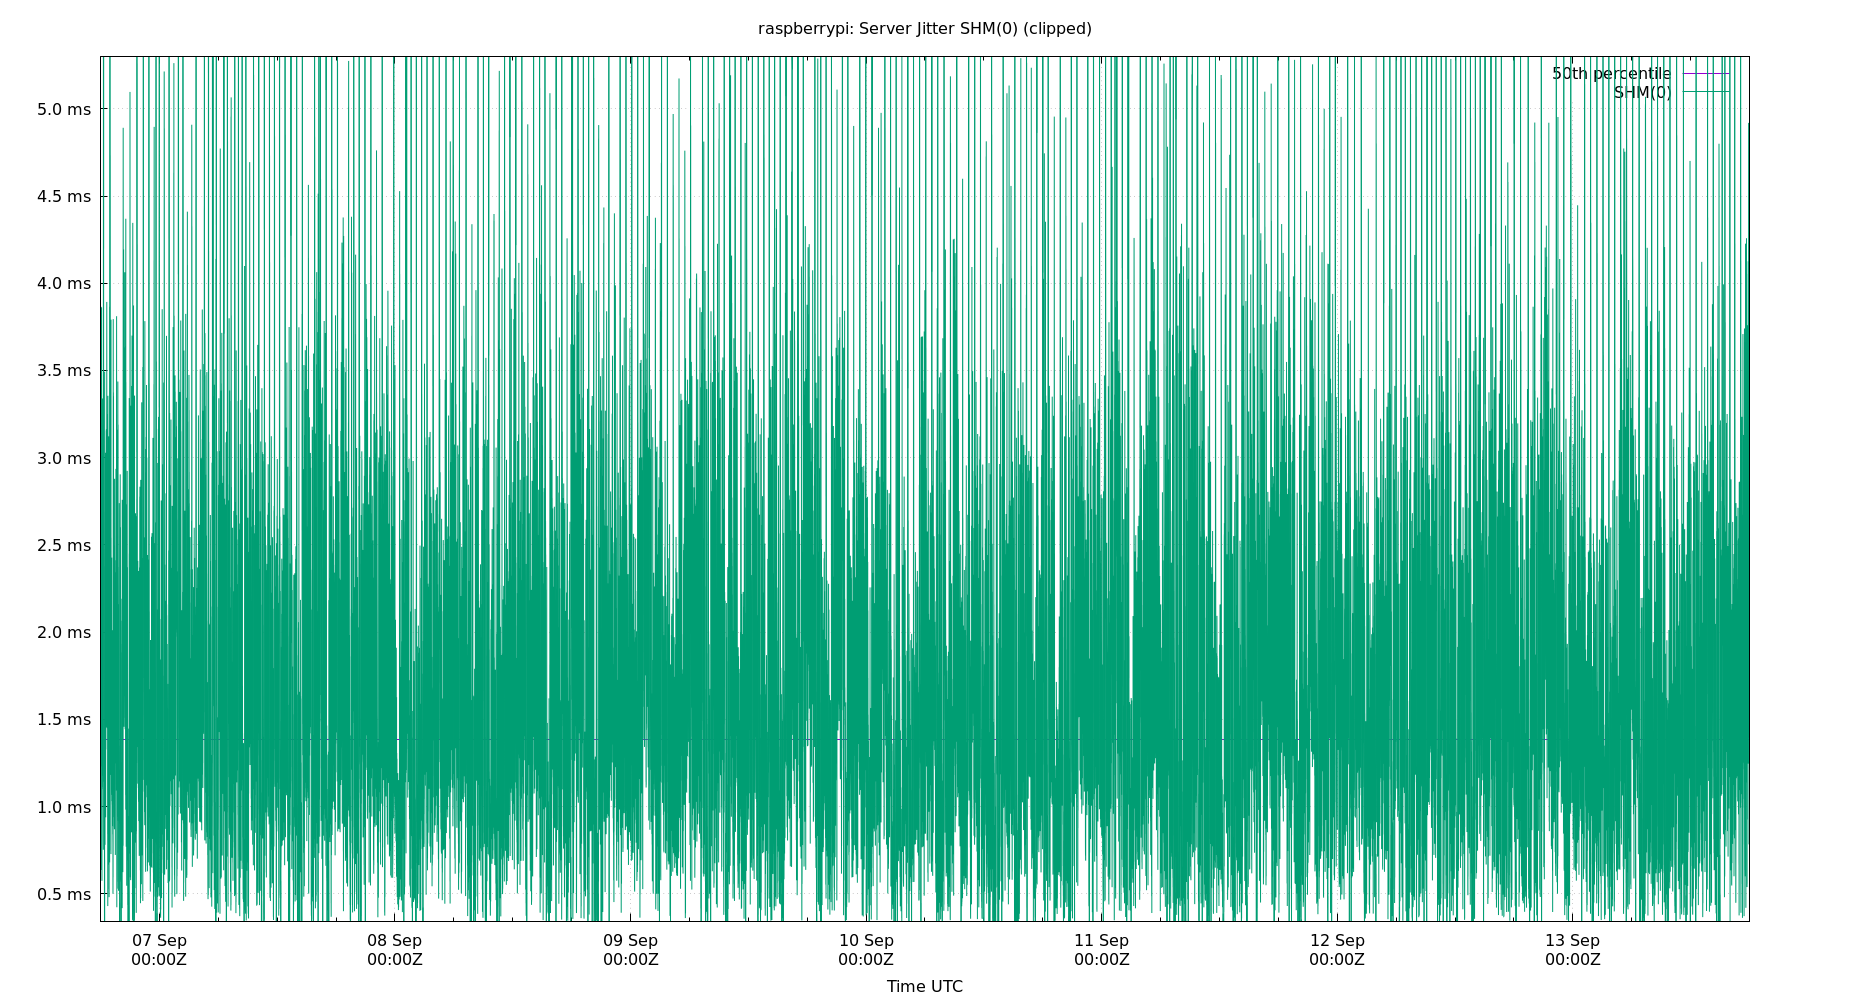 raspberrypi: Server Jitter SHM(0) (clipped)
50th percentile
SHM(0)
5.0 ms
4.5 ms
4.0 ms
3.5 ms
3.0 ms
2.5 ms
2.0 ms
1.5 ms
1.0 ms
0.5 ms
07 Sep 08 Sep 09 Sep 10 Sep 11 Sep 12 Sep 13 Sep
00:00Z 00:00Z 00:00Z 00:00Z 00:00Z 00:00Z 00:00Z
Time UTC